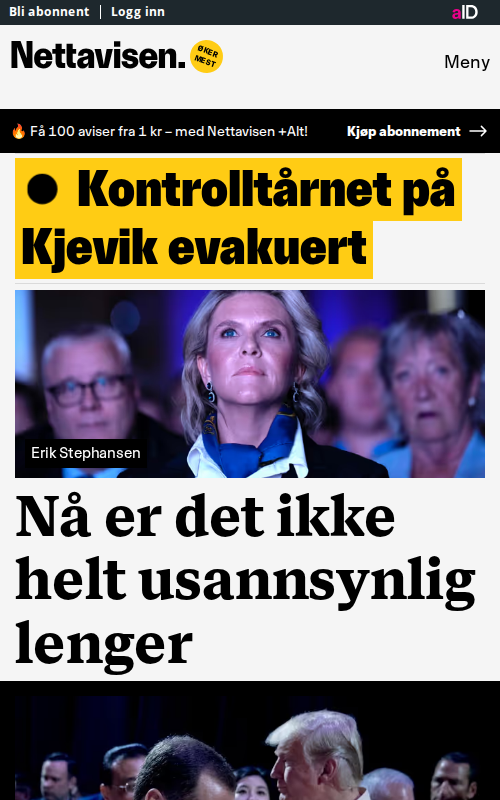 Bli abonnent | Logg inn
aID
Nettavisen.
ØKER
MEST
Meny
🔥 Få 100 aviser fra 1 kr – med Nettavisen +Alt!
Kjøp abonnement →
Kontrolltårnet på
Kjevik evakuert
Erik Stephansen
Nå er det ikke
helt usannsynlig
lenger